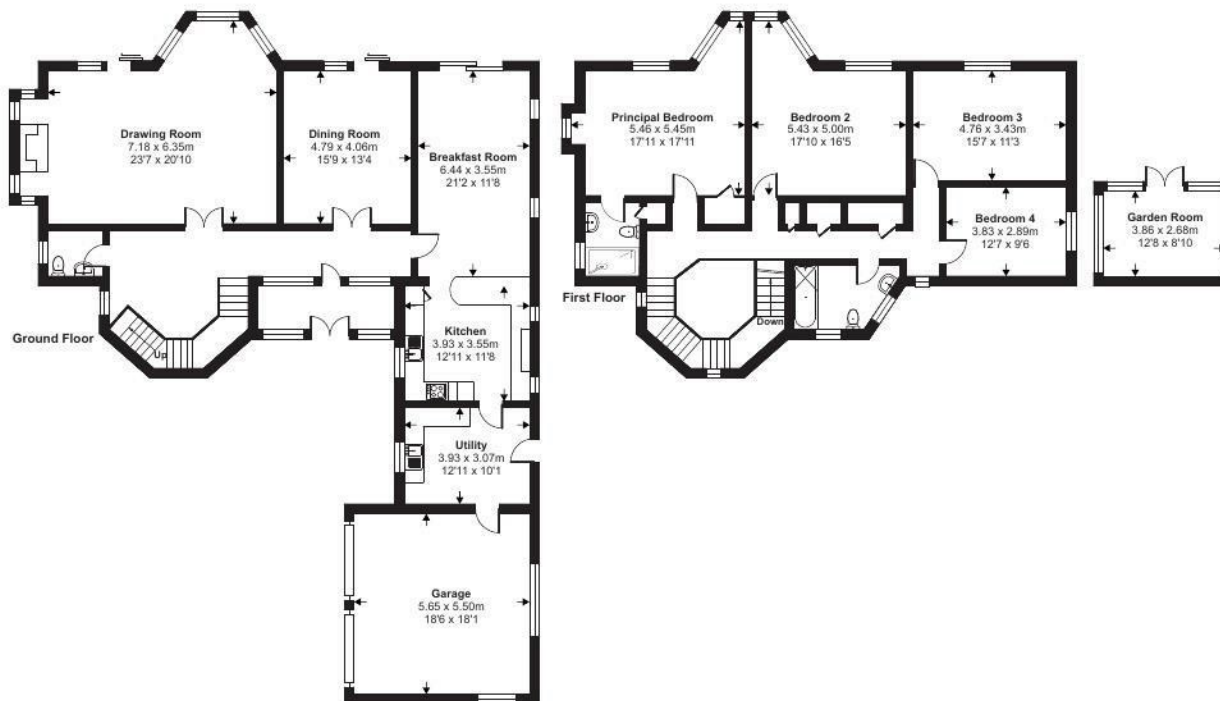 Drawing Room
7.18 x 6.35m
23'7 x 20'10
Dining Room
4.79 x 4.06m
15'9 x 13'4
Breakfast Room
6.44 x 3.55m
21'2 x 11'8
Ground Floor
Up
Kitchen
3.93 x 3.55m
12'11 x 11'8
Utility
3.93 x 3.07m
12'11 x 10'1
Garage
5.65 x 5.50m
18'6 x 18'1
Principal Bedroom
5.46 x 5.45m
17'11 x 17'11
Bedroom 2
5.43 x 5.00m
17'10 x 16'5
Bedroom 3
4.76 x 3.43m
15'7 x 11'3
Bedroom 4
3.83 x 2.89m
12'7 x 9'6
First Floor
Down
Garden Room
3.86 x 2.68m
12'8 x 8'10